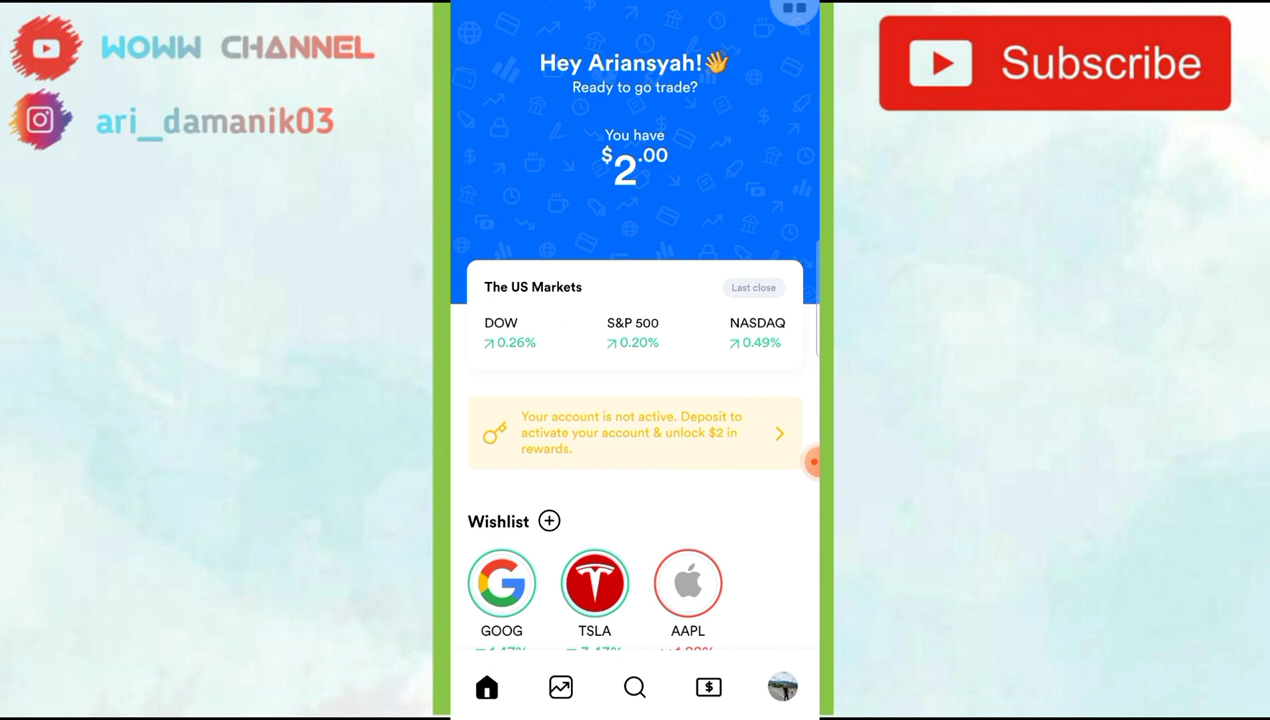 WOWW CHANNEL
ari_damanik03
Subscribe
Hey Ariansyah!👋
Ready to go trade?
You have
$2.00
The US Markets
Last close
DOW
S&P 500
NASDAQ
↗ 0.26%
↗ 0.20%
↗ 0.49%
Your account is not active. Deposit to
activate your account & unlock $2 in
rewards.
Wishlist
GOOG
TSLA
AAPL